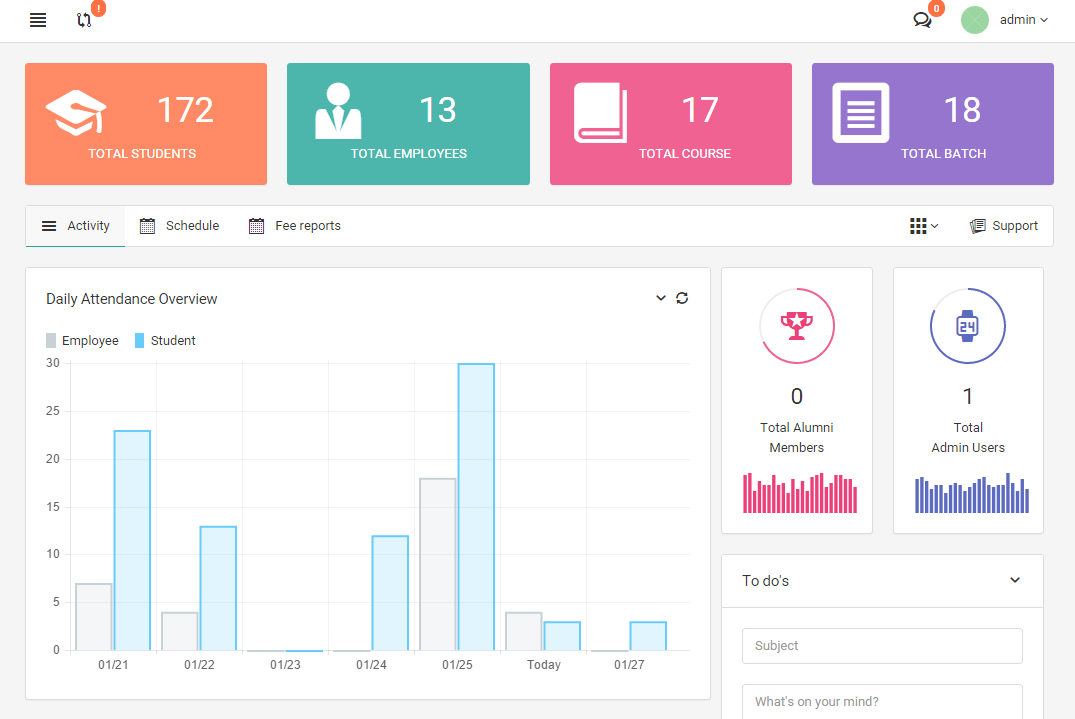 !
0
admin
172
TOTAL STUDENTS
13
TOTAL EMPLOYEES
17
TOTAL COURSE
18
TOTAL BATCH
Activity
Schedule
Fee reports
Support
Daily Attendance Overview
Employee
Student
30
25
20
15
10
5
0
01/21
01/22
01/23
01/24
01/25
Today
01/27
0
Total Alumni
Members
24
1
Total
Admin Users
To do's
Subject
What's on your mind?